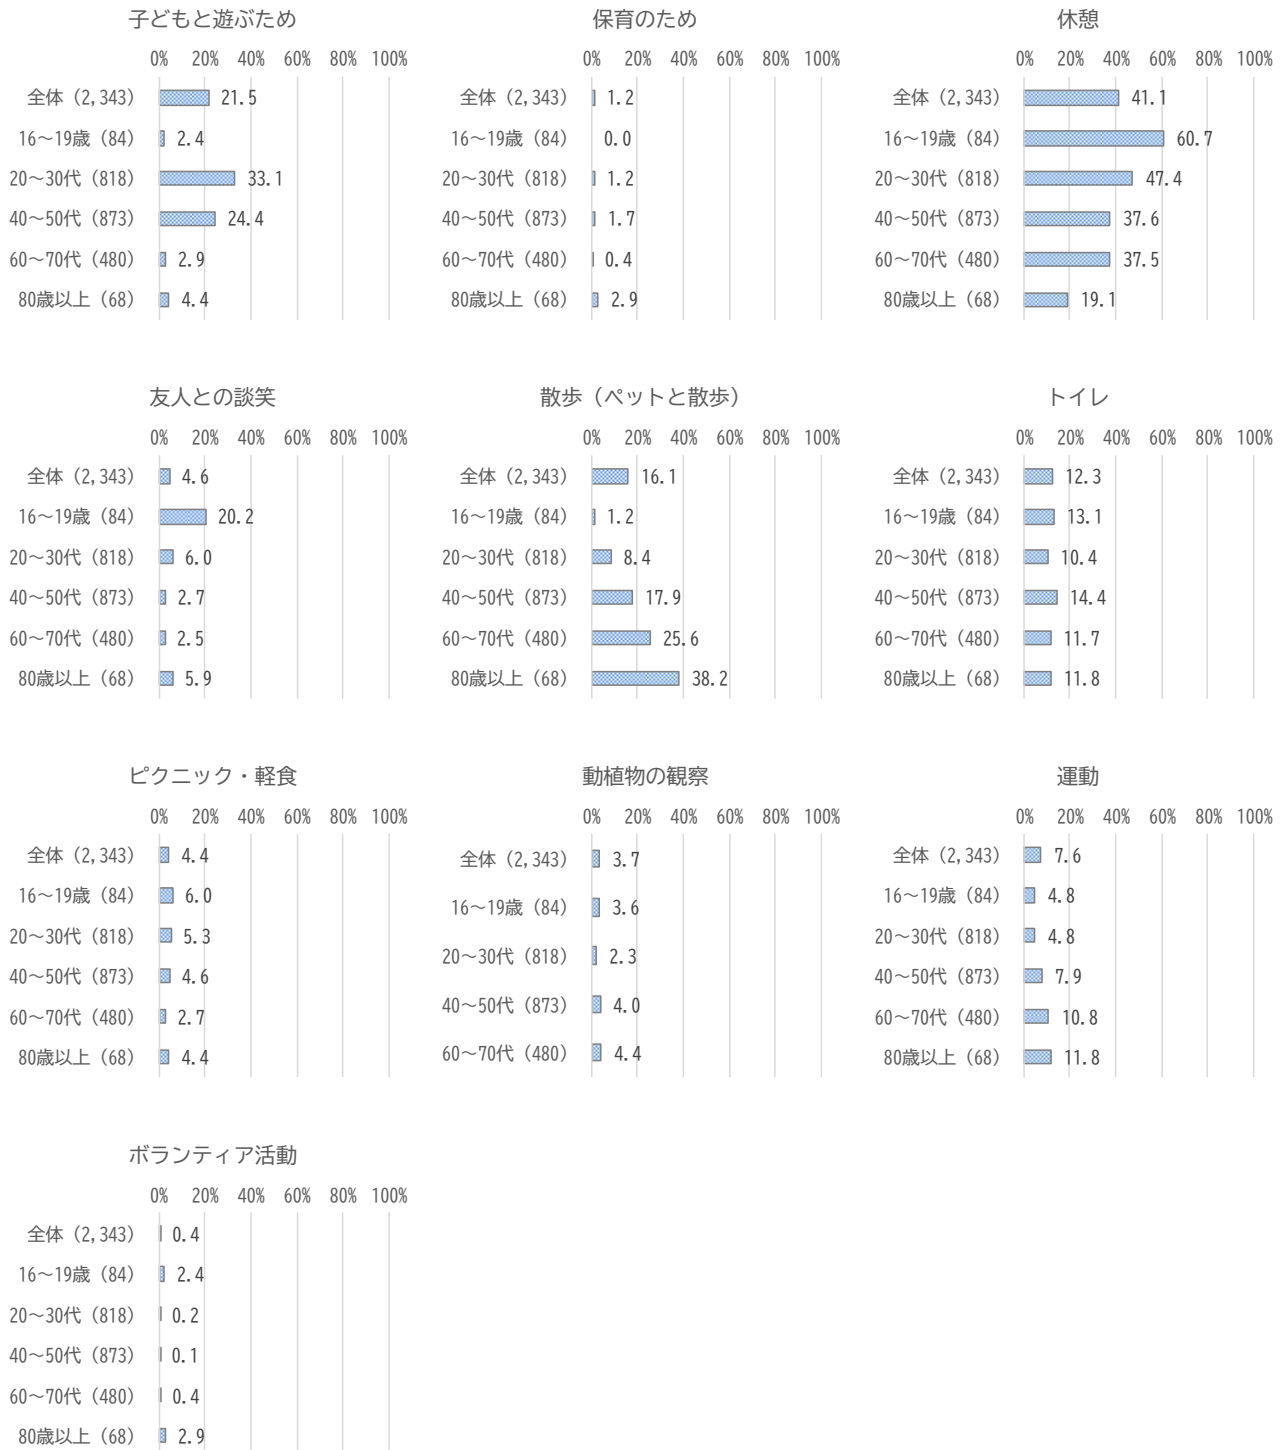 子どもと遊ぶため
0% 20% 40% 60% 80% 100%
全体（2,343） 21.5
16～19歳（84） 2.4
20～30代（818） 33.1
40～50代（873） 24.4
60～70代（480） 2.9
80歳以上（68） 4.4
保育のため
0% 20% 40% 60% 80% 100%
全体（2,343） 1.2
16～19歳（84） 0.0
20～30代（818） 1.2
40～50代（873） 1.7
60～70代（480） 0.4
80歳以上（68） 2.9
休憩
0% 20% 40% 60% 80% 100%
全体（2,343） 41.1
16～19歳（84） 60.7
20～30代（818） 47.4
40～50代（873） 37.6
60～70代（480） 37.5
80歳以上（68） 19.1
友人との談笑
0% 20% 40% 60% 80% 100%
全体（2,343） 4.6
16～19歳（84） 20.2
20～30代（818） 6.0
40～50代（873） 2.7
60～70代（480） 2.5
80歳以上（68） 5.9
散歩（ペットと散歩）
0% 20% 40% 60% 80% 100%
全体（2,343） 16.1
16～19歳（84） 1.2
20～30代（818） 8.4
40～50代（873） 17.9
60～70代（480） 25.6
80歳以上（68） 38.2
トイレ
0% 20% 40% 60% 80% 100%
全体（2,343） 12.3
16～19歳（84） 13.1
20～30代（818） 10.4
40～50代（873） 14.4
60～70代（480） 11.7
80歳以上（68） 11.8
ピクニック・軽食
0% 20% 40% 60% 80% 100%
全体（2,343） 4.4
16～19歳（84） 6.0
20～30代（818） 5.3
40～50代（873） 4.6
60～70代（480） 2.7
80歳以上（68） 4.4
動植物の観察
0% 20% 40% 60% 80% 100%
全体（2,343） 3.7
16～19歳（84） 3.6
20～30代（818） 2.3
40～50代（873） 4.0
60～70代（480） 4.4
運動
0% 20% 40% 60% 80% 100%
全体（2,343） 7.6
16～19歳（84） 4.8
20～30代（818） 4.8
40～50代（873） 7.9
60～70代（480） 10.8
80歳以上（68） 11.8
ボランティア活動
0% 20% 40% 60% 80% 100%
全体（2,343） 0.4
16～19歳（84） 2.4
20～30代（818） 0.2
40～50代（873） 0.1
60～70代（480） 0.4
80歳以上（68） 2.9